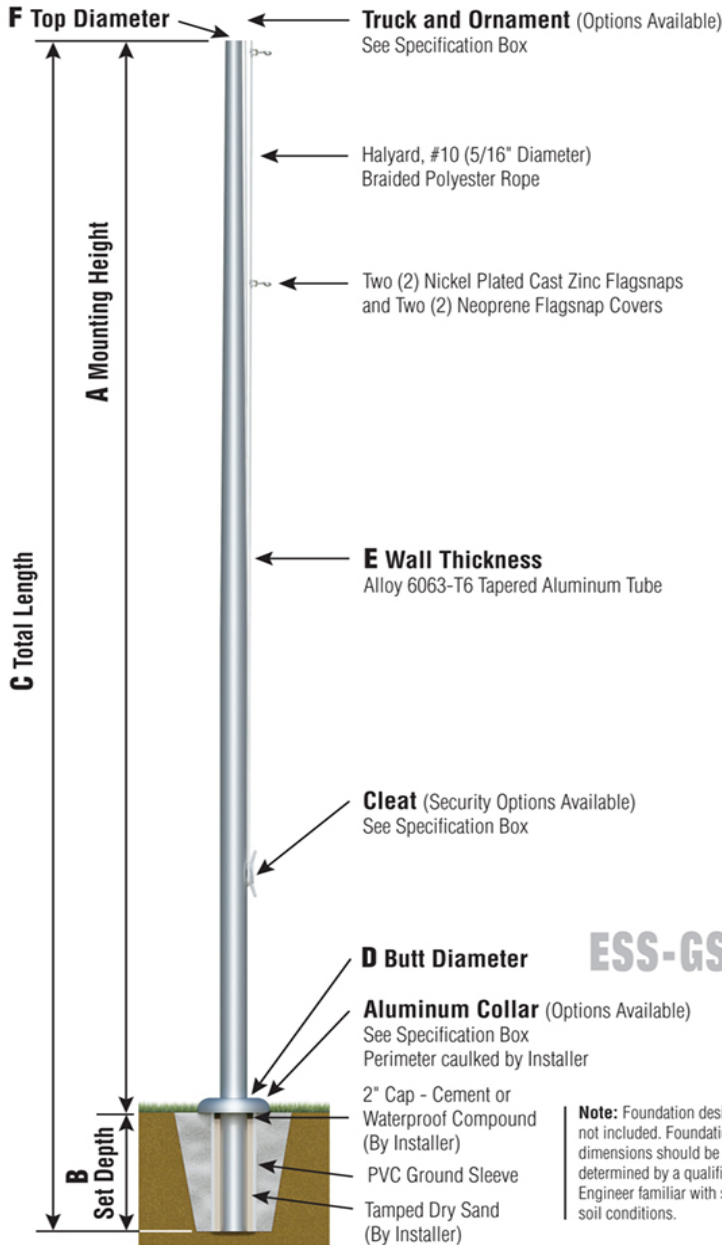 F Top Diameter
Truck and Ornament (Options Available)
See Specification Box
Halyard, #10 (5/16" Diameter)
Braided Polyester Rope
A Mounting Height
Two (2) Nickel Plated Cast Zinc Flagsnaps
and Two (2) Neoprene Flagsnap Covers
E Wall Thickness
Alloy 6063-T6 Tapered Aluminum Tube
C Total Length
Cleat (Security Options Available)
See Specification Box
D Butt Diameter
ESS-GS
Aluminum Collar (Options Available)
See Specification Box
Perimeter caulked by Installer
2" Cap - Cement or
Waterproof Compound
(By Installer)
PVC Ground Sleeve
Tamped Dry Sand
(By Installer)
B
Set Depth
Note: Foundation desi
not included. Foundatio
dimensions should be
determined by a qualifi
Engineer familiar with s
soil conditions.